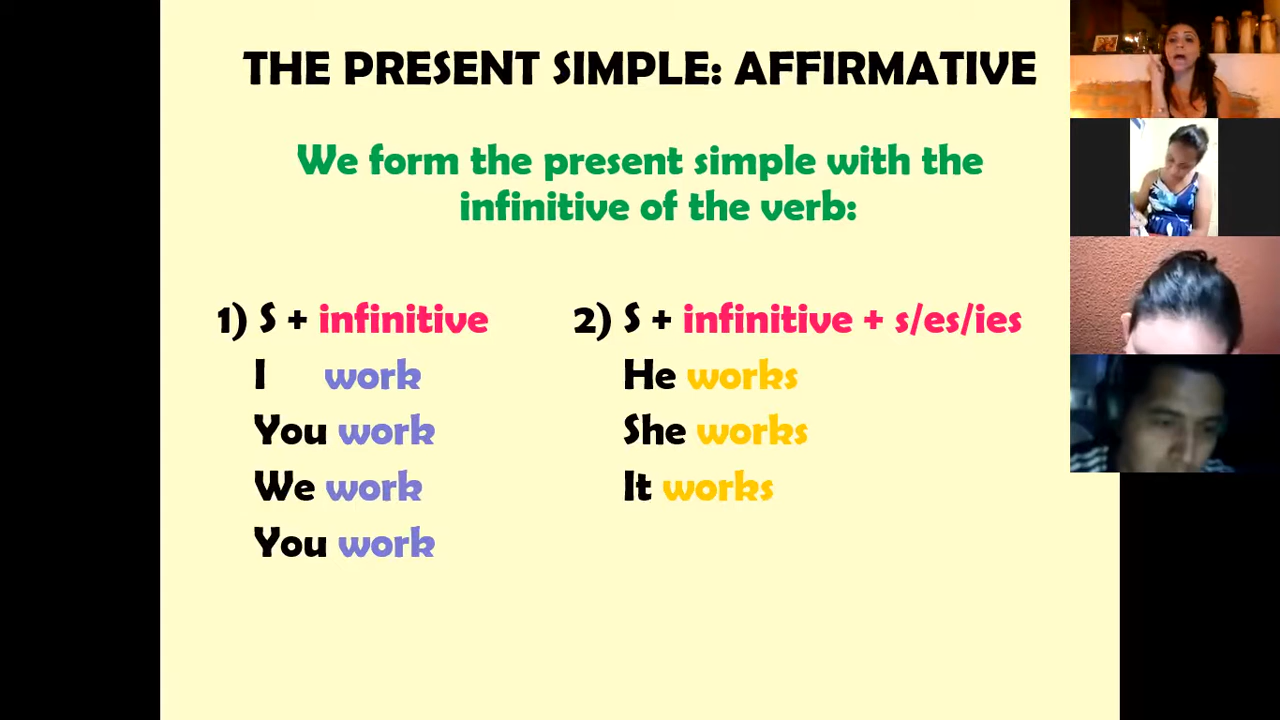 THE PRESENT SIMPLE: AFFIRMATIVE
We form the present simple with the
infinitive of the verb:
1) S + infinitive
I work
You work
We work
You work
2) S + infinitive + s/es/ies
He works
She works
It works